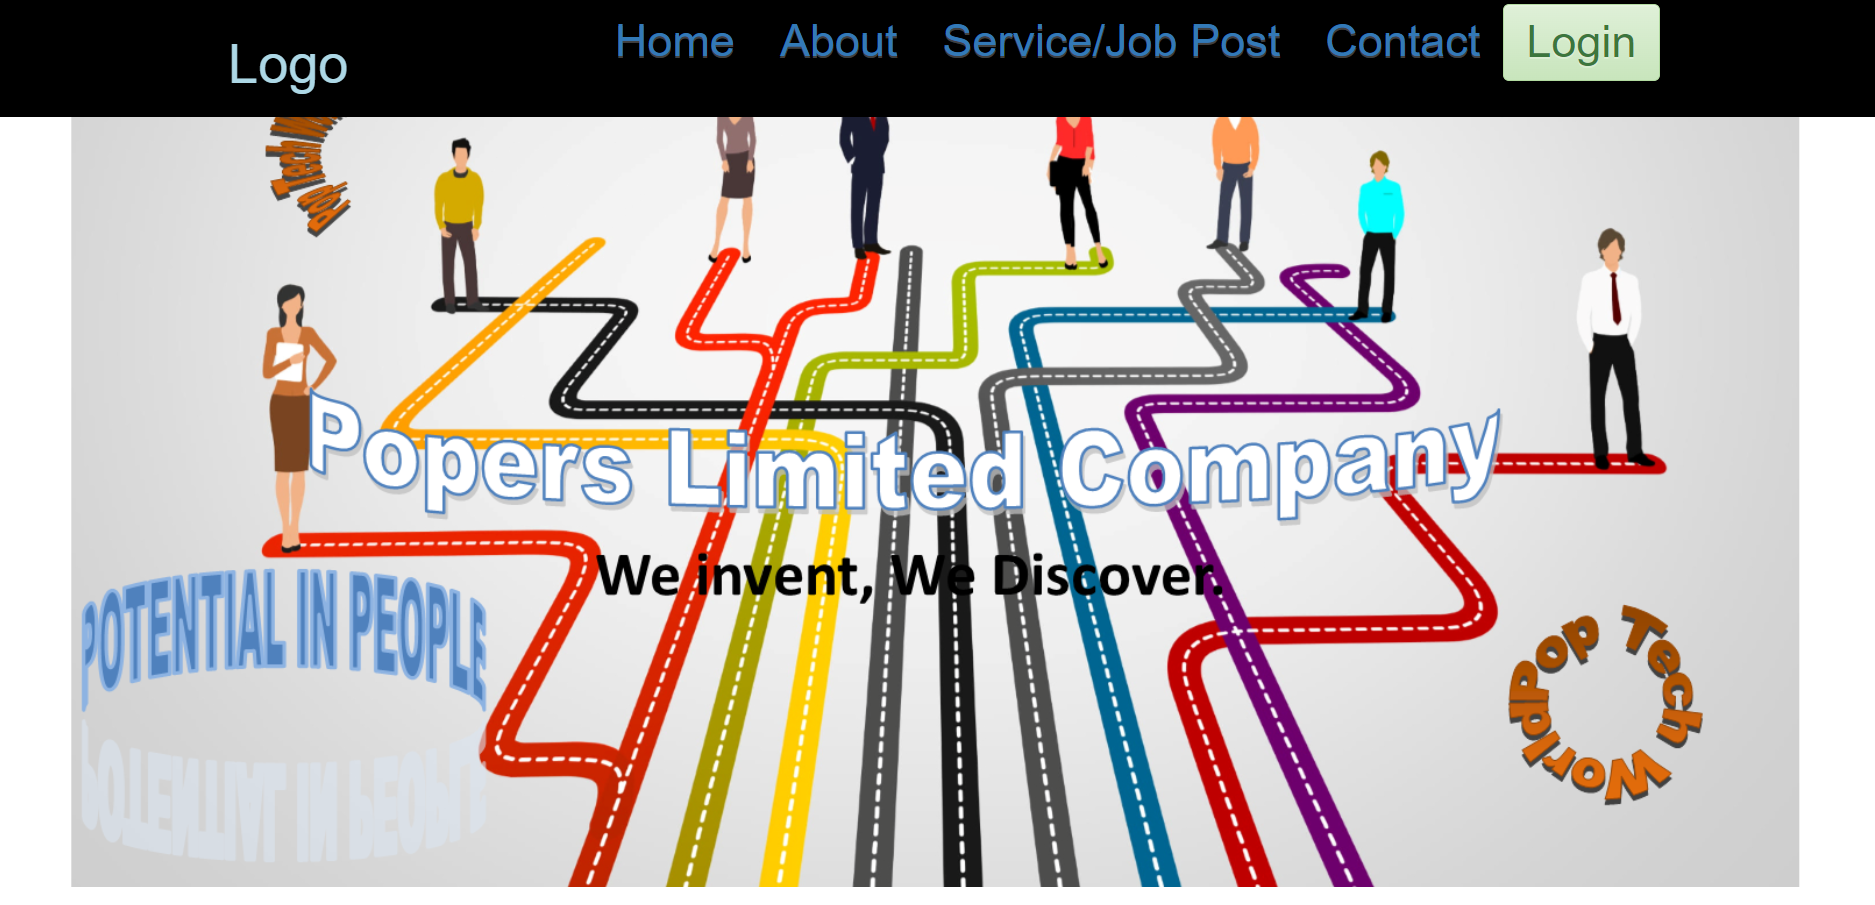 Logo
Home About Service/Job Post Contact Login
Pop Tech
Popers Limited Company
We invent, We Discover.
POTENTIAL IN PEOPLE
Pop Tech World